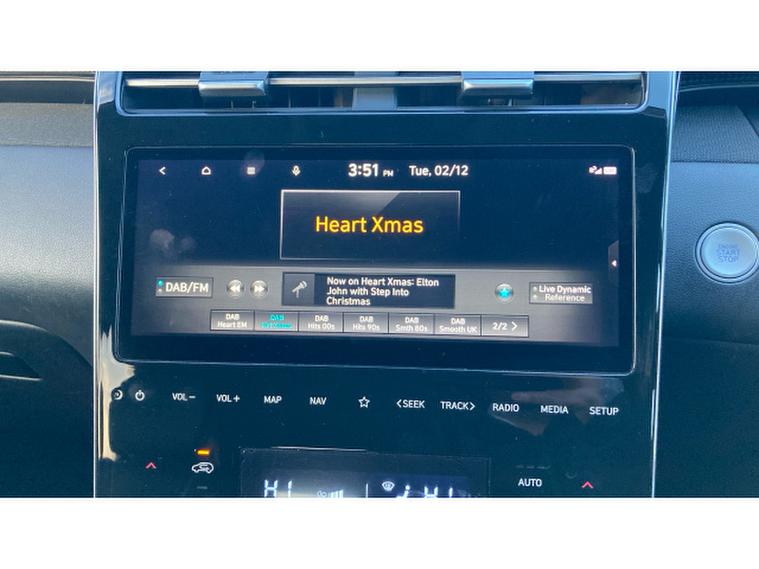 3:51 PM Tue, 02/12
Heart Xmas
DAB/FM
Now on Heart Xmas: Elton
John with Step Into
Christmas
Live Dynamic
Reference
DAB DAB DAB DAB DAB DAB
Heart EM Hits 00s Hits 90s Smth 80s Smooth UK 2/2 >
ENGINE
START
STOP
VOL− VOL+ MAP NAV <SEEK TRACK> RADIO MEDIA SETUP
AUTO
HI HI